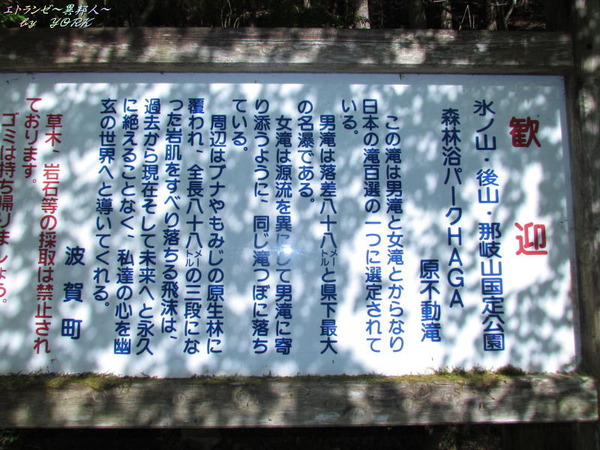 エトランゼ～異邦人～
by YORK
歓迎
氷ノ山・後山・那岐山国定公園
森林浴パークHAGA
原不動滝
この滝は男滝と女滝とからなり
日本の滝百選の一つに選定されて
いる。
男滝は落差八十八メートルと県下最大
の名瀑である。
女滝は源流を異にして男滝に寄
り添うように、同じ滝つぼに落ち
ている。
周辺はブナやもみじの原生林に
覆われ、全長八十八メートルの三段にな
った岩肌をすべり落ちる飛沫は、
過去から現在そして未来へと永久
に絶えることなく、私達の心を幽
玄の世界へと導いてくれる。
波賀町
草木、岩石等の採取は禁止され
ております。
ゴミは持ち帰りましょう。